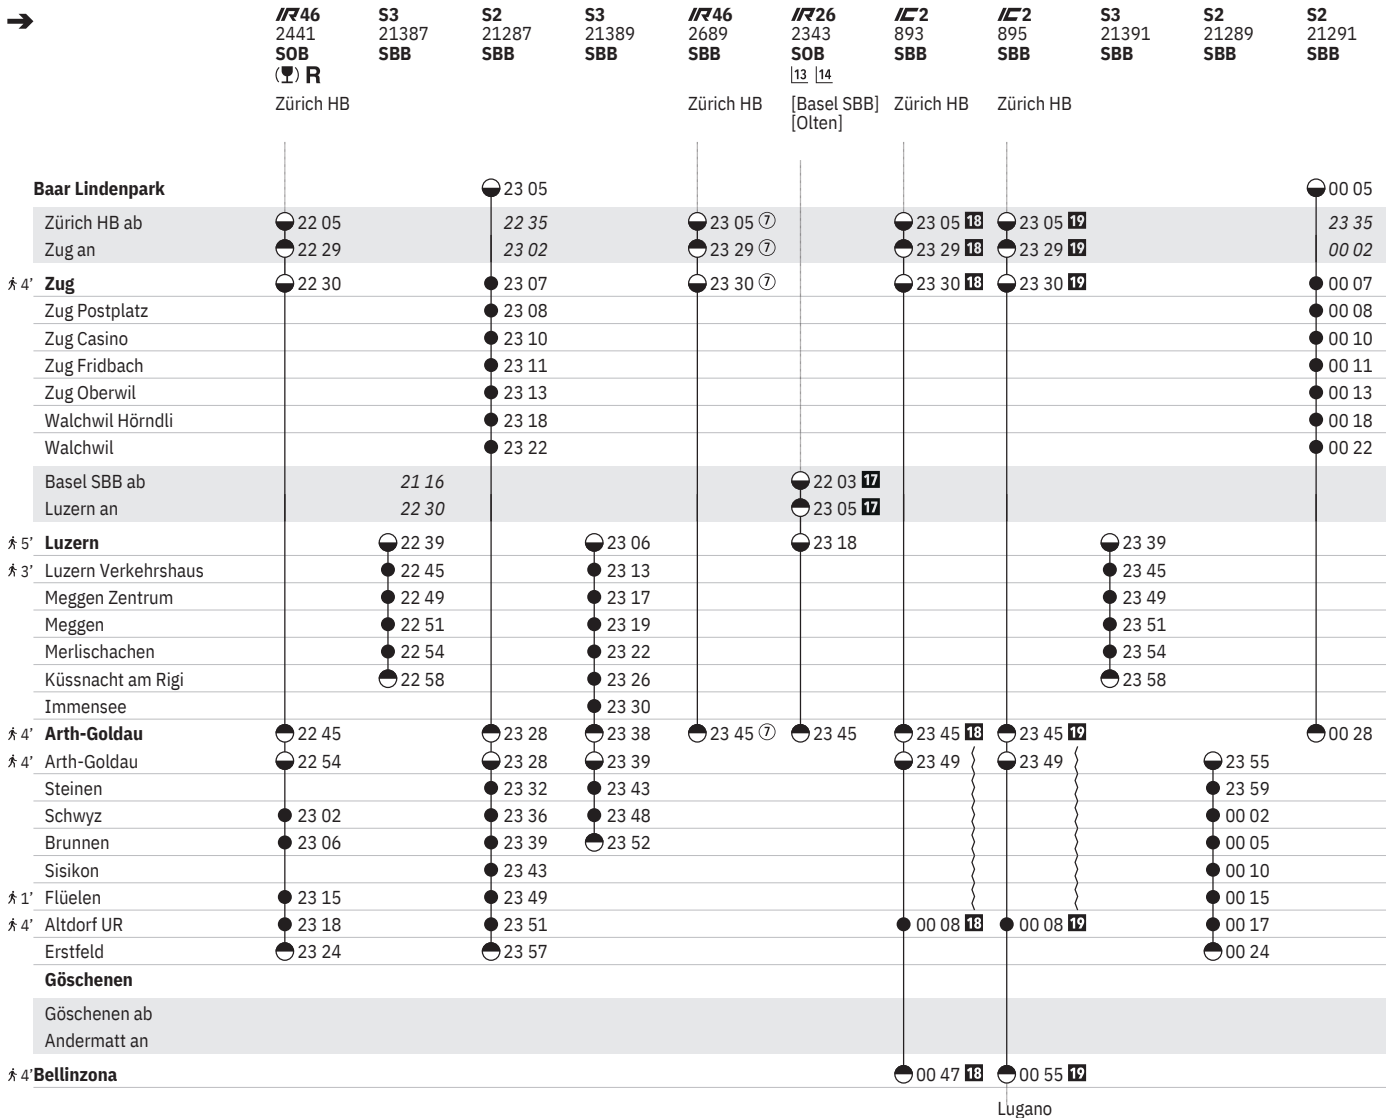 ➔ IR46 S3 S2 S3 IR46 IR26 IC2 IC2 S3 S2 S2
2441 21387 21287 21389 2689 2343 893 895 21391 21289 21291
SOB SBB SBB SBB SBB SOB SBB SBB SBB SBB SBB
R 13 14
Zürich HB Zürich HB [Basel SBB] Zürich HB Zürich HB
[Olten]
Baar Lindenpark 23 05 00 05
Zürich HB ab 22 05 22 35 23 05 ⑦ 23 05 18 23 05 19 23 35
Zug an 22 29 23 02 23 29 ⑦ 23 29 18 23 29 19 00 02
4’ Zug 22 30 23 07 23 30 ⑦ 23 30 18 23 30 19 00 07
Zug Postplatz 23 08 00 08
Zug Casino 23 10 00 10
Zug Fridbach 23 11 00 11
Zug Oberwil 23 13 00 13
Walchwil Hörndli 23 18 00 18
Walchwil 23 22 00 22
Basel SBB ab 21 16 22 03 17
Luzern an 22 30 23 05 17
5’ Luzern 22 39 23 06 23 18 23 39
3’ Luzern Verkehrshaus 22 45 23 13 23 45
Meggen Zentrum 22 49 23 17 23 49
Meggen 22 51 23 19 23 51
Merlischachen 22 54 23 22 23 54
Küssnacht am Rigi 22 58 23 26 23 58
Immensee 23 30
4’ Arth-Goldau 22 45 23 28 23 38 23 45 ⑦ 23 45 23 45 18 23 45 19 00 28
4’ Arth-Goldau 22 54 23 28 23 39 23 49 23 49 23 55
Steinen 23 32 23 43 23 59
Schwyz 23 02 23 36 23 48 00 02
Brunnen 23 06 23 39 23 52 00 05
Sisikon 23 43 00 10
1’ Flüelen 23 15 23 49 00 15
4’ Altdorf UR 23 18 23 51 00 08 18 00 08 19 00 17
Erstfeld 23 24 23 57 00 24
Göschenen
Göschenen ab
Andermatt an
4’ Bellinzona 00 47 18 00 55 19
Lugano